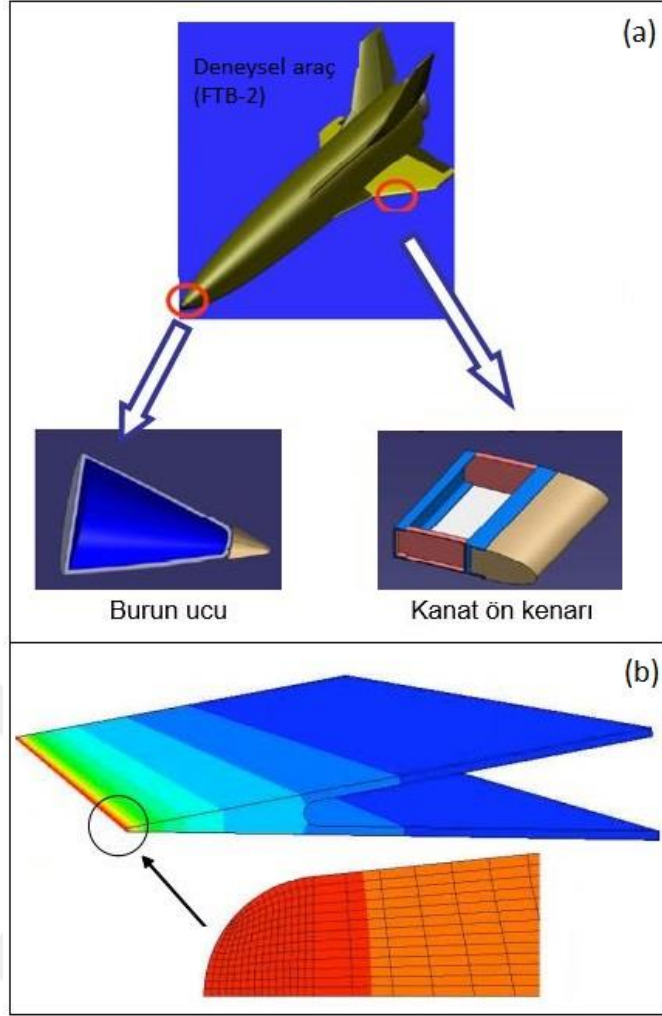 (a)
Deneysel araç
(FTB-2)
Burun ucu
Kanat ön kenarı
(b)